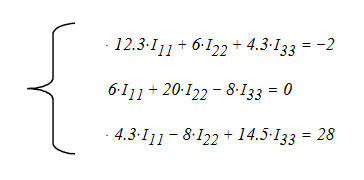 · 12.3·I11 + 6·I22 + 4.3·I33 = −2
6·I11 + 20·I22 − 8·I33 = 0
· 4.3·I11 − 8·I22 + 14.5·I33 = 28